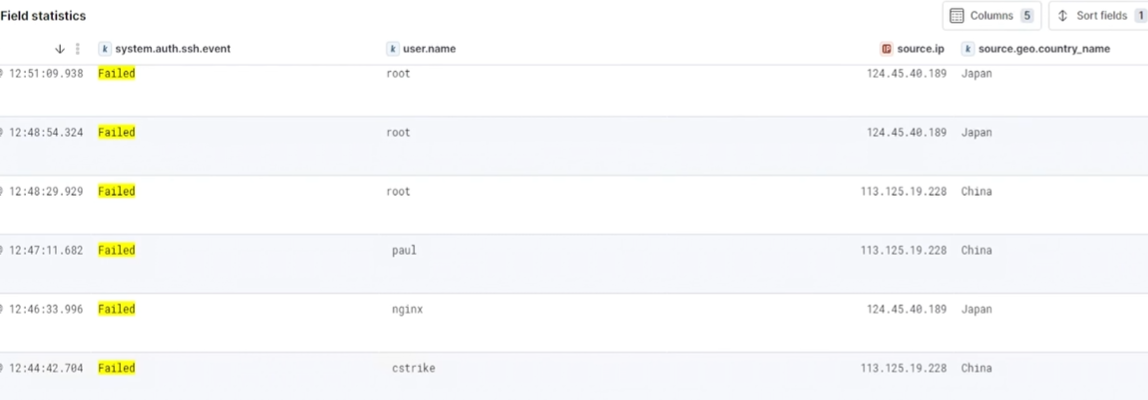 Field statistics Columns 5 Sort fields 1
k system.auth.ssh.event k user.name IP source.ip k source.geo.country_name
12:51:09.938 Failed root 124.45.40.189 Japan
12:48:54.324 Failed root 124.45.40.189 Japan
12:48:29.929 Failed root 113.125.19.228 China
12:47:11.682 Failed paul 113.125.19.228 China
12:46:33.996 Failed nginx 124.45.40.189 Japan
12:44:42.704 Failed cstrike 113.125.19.228 China